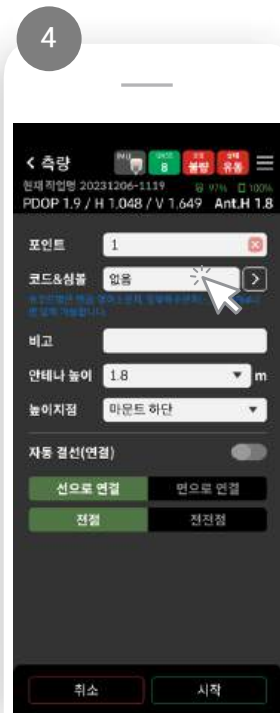 4
측량
8 불량 유동
현재 작업명 20231206-1119 97% 100%
PDOP 1.9 / H 1.048 / V 1.649 Ant.H 1.8
포인트 1
코드&심볼 없음
비고
안테나 높이 1.8 m
높이지점 마운트 하단
자동 결선(연결)
선으로 연결 면으로 연결
전점 전전점
취소 시작